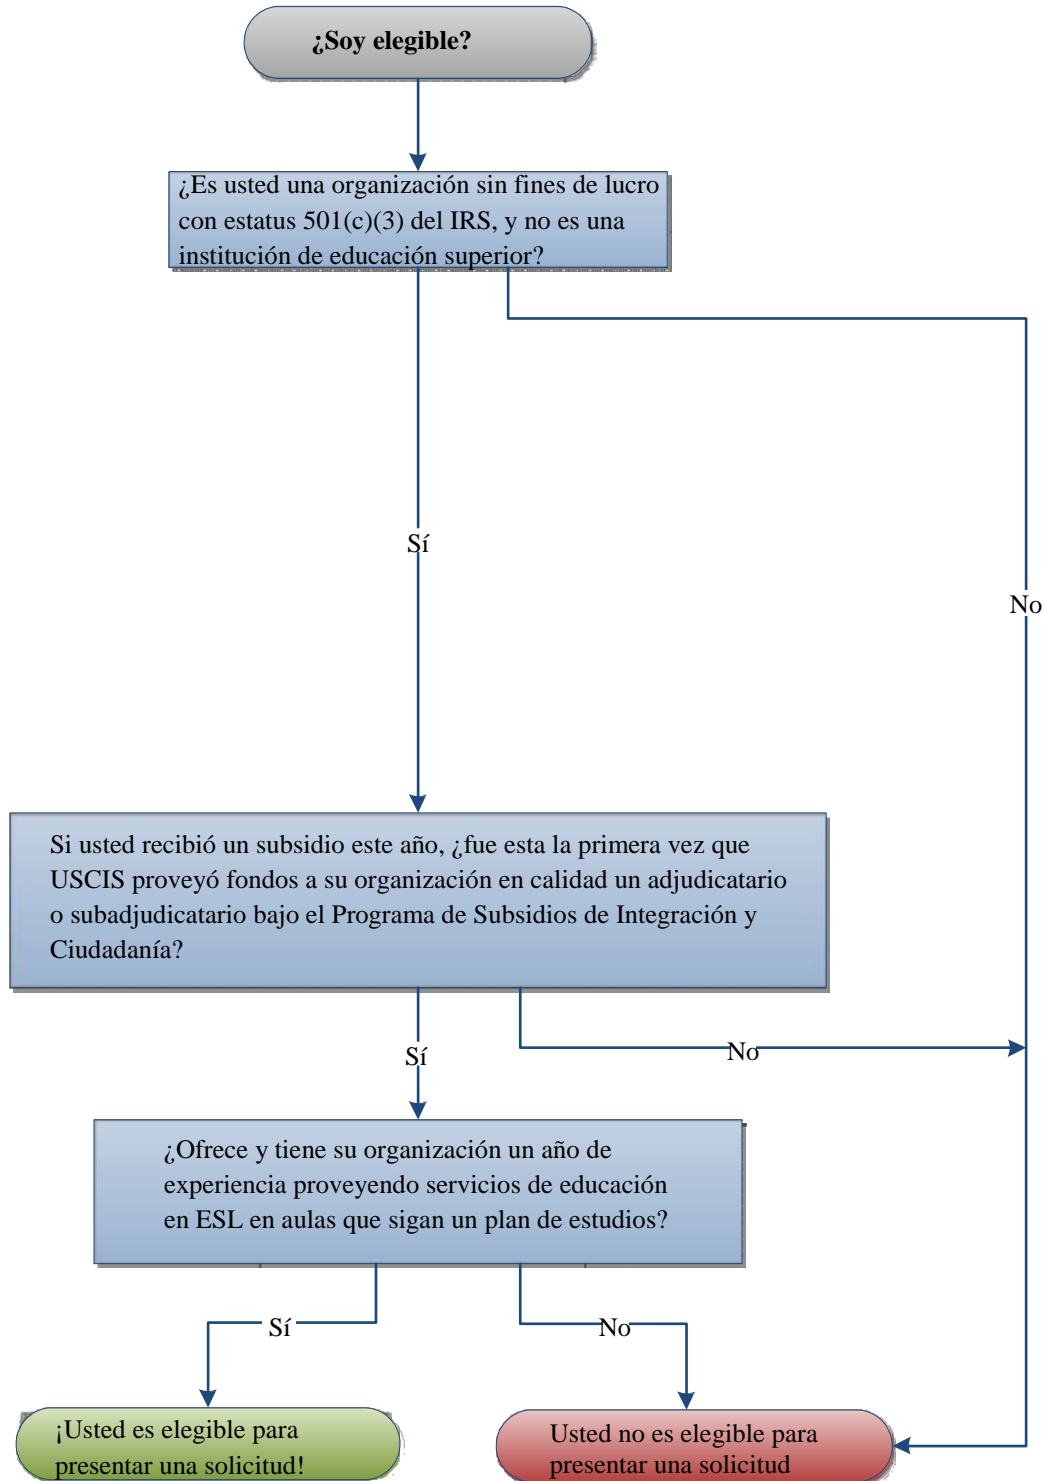 ¿Soy elegible?
¿Es usted una organización sin fines de lucro
con estatus 501(c)(3) del IRS, y no es una
institución de educación superior?
Sí
No
Si usted recibió un subsidio este año, ¿fue esta la primera vez que
USCIS proveyó fondos a su organización en calidad un adjudicatario
o subadjudicatario bajo el Programa de Subsidios de Integración y
Ciudadanía?
Sí
No
¿Ofrece y tiene su organización un año de
experiencia proveyendo servicios de educación
en ESL en aulas que sigan un plan de estudios?
Sí
No
¡Usted es elegible para
presentar una solicitud!
Usted no es elegible para
presentar una solicitud